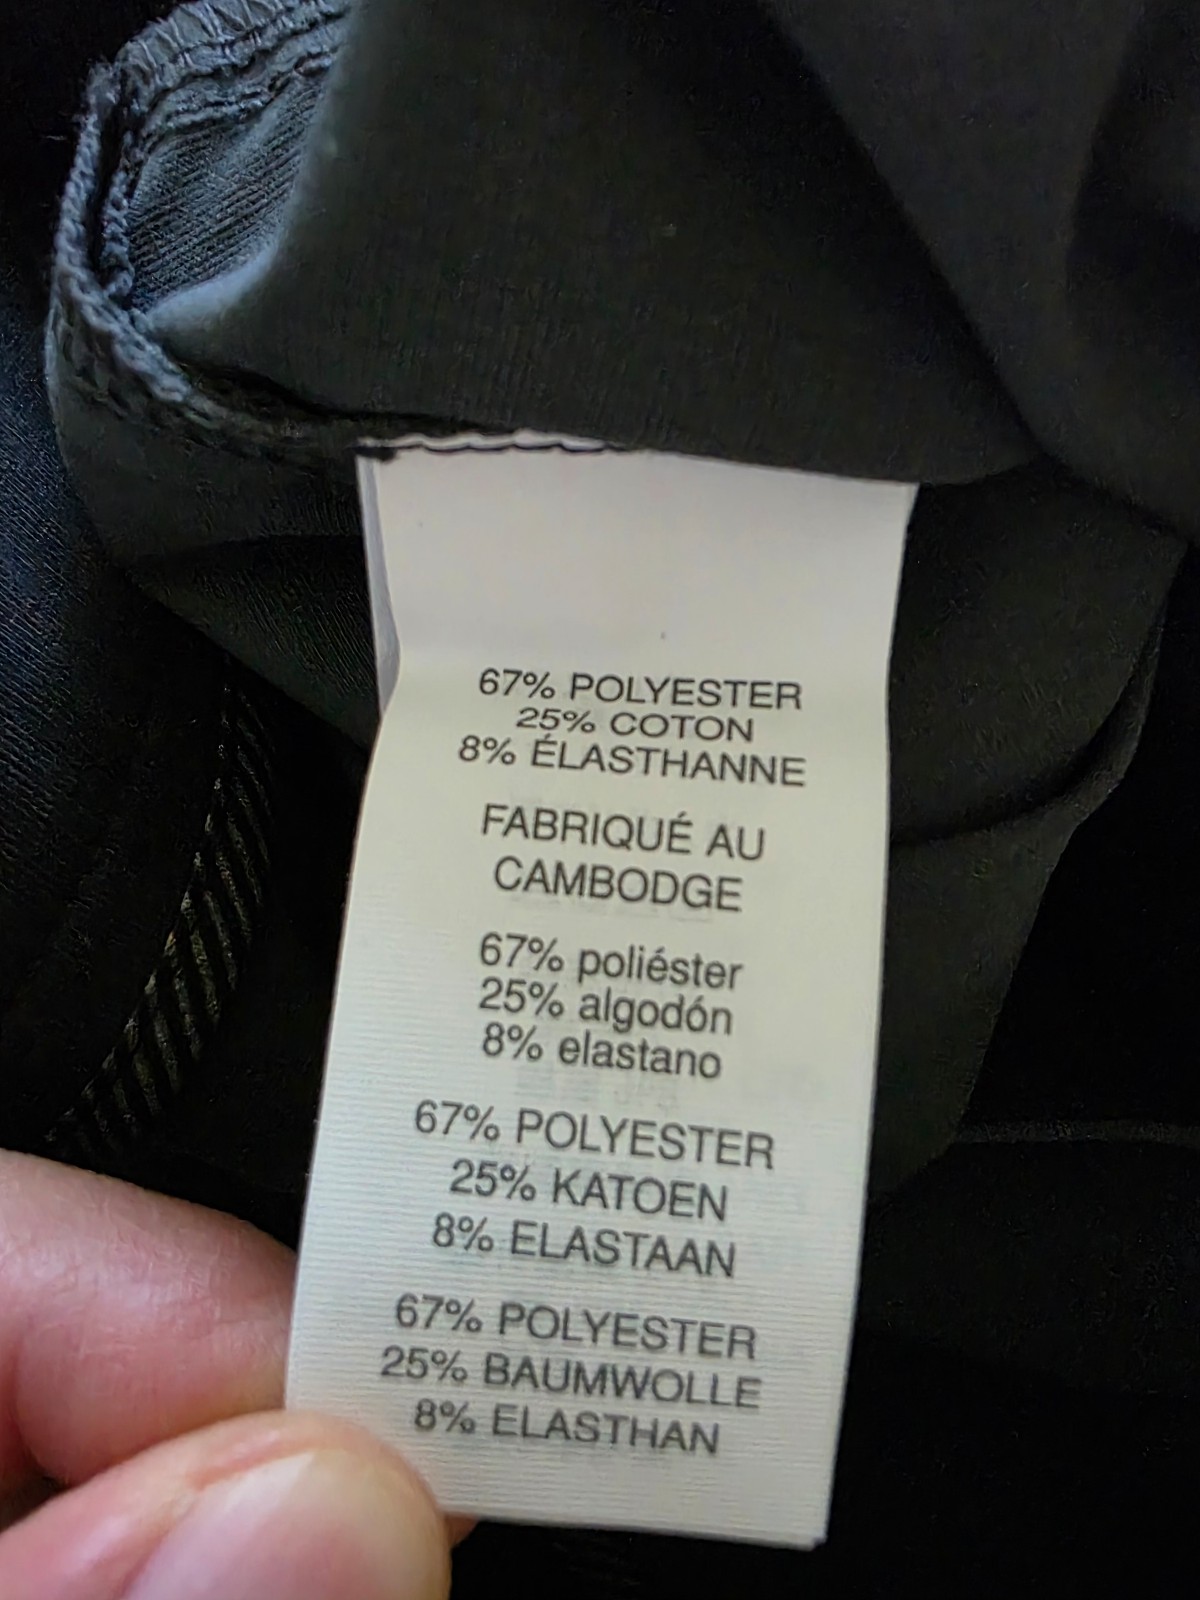 67% POLYESTER
25% COTON
8% ÉLASTHANNE
FABRIQUÉ AU
CAMBODGE
67% poliéster
25% algodón
8% elastano
67% POLYESTER
25% KATOEN
8% ELASTAAN
67% POLYESTER
25% BAUMWOLLE
8% ELASTHAN